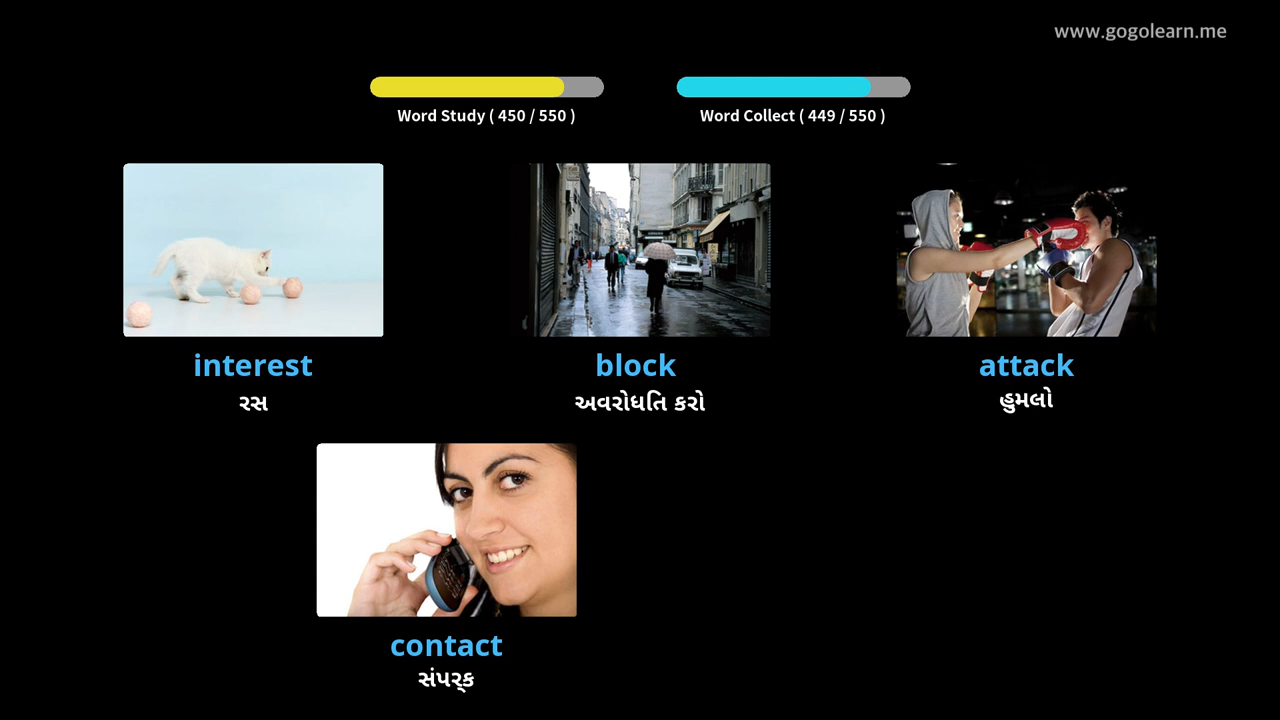 www.gogolearn.me
Word Study ( 450 / 550 )
Word Collect ( 449 / 550 )
interest
રસ
block
અવરોધતિ કરો
attack
હુમલો
contact
સંપર્ક